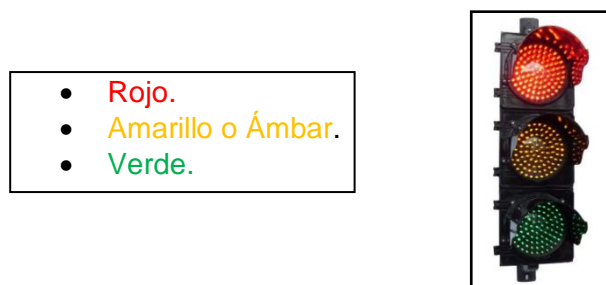 • Rojo.
• Amarillo o Ámbar.
• Verde.